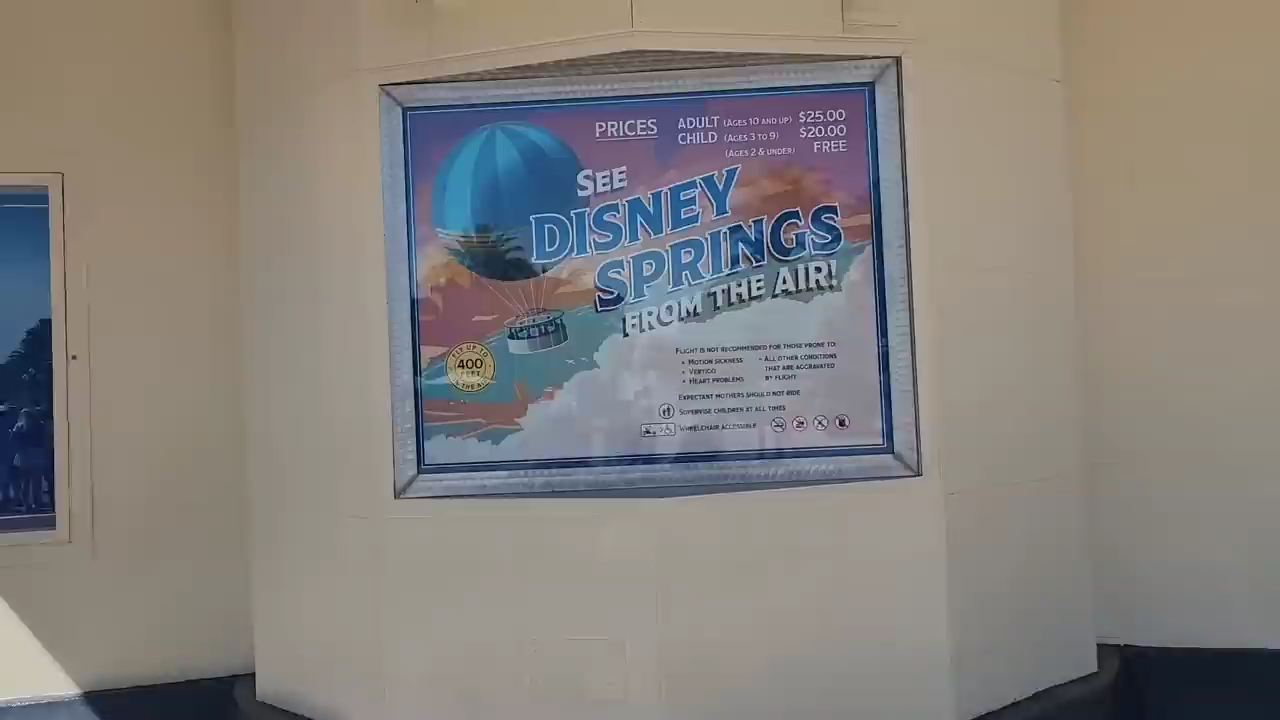 PRICES
ADULT (AGES 10 AND UP) $25.00
CHILD (AGES 3 TO 9) $20.00
(AGES 2 & UNDER) FREE
SEE
DISNEY
SPRINGS
FROM THE AIR!
FLY UP TO
400
FEET
IN THE AIR
FLIGHT IS NOT RECOMMENDED FOR THOSE PRONE TO:
• MOTION SICKNESS
• VERTIGO
• HEART PROBLEMS
- ALL OTHER CONDITIONS
THAT ARE AGGRAVATED
BY FLIGHT
EXPECTANT MOTHERS SHOULD NOT RIDE
SUPERVISE CHILDREN AT ALL TIMES
WHEELCHAIR ACCESSIBLE